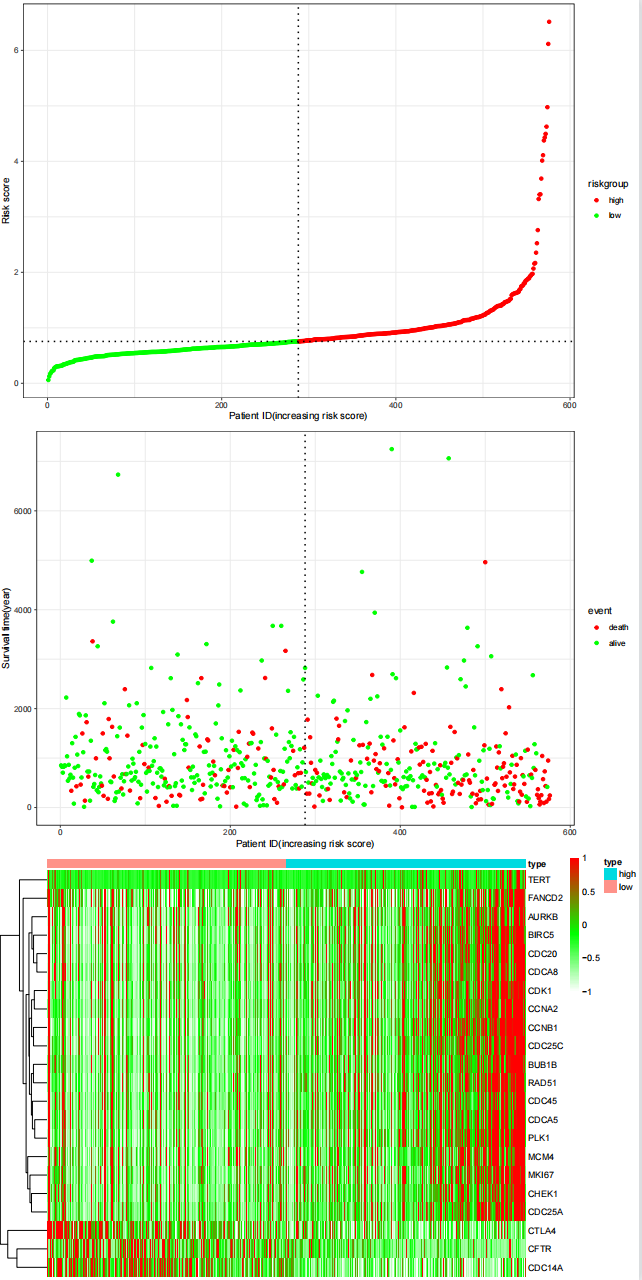 6
4
2
0
Risk score
0
200
400
600
Patient ID(increasing risk score)
riskgroup
high
low
6000
4000
2000
0
Survival time(year)
0
200
400
600
Patient ID(increasing risk score)
event
death
alive
type
TERT
FANCD2
AURKB
BIRC5
CDC20
CDCA8
CDK1
CCNA2
CCNB1
CDC25C
BUB1B
RAD51
CDC45
CDCA5
PLK1
MCM4
MKI67
CHEK1
CDC25A
CTLA4
CFTR
CDC14A
1
0.5
0
−0.5
−1
type
high
low